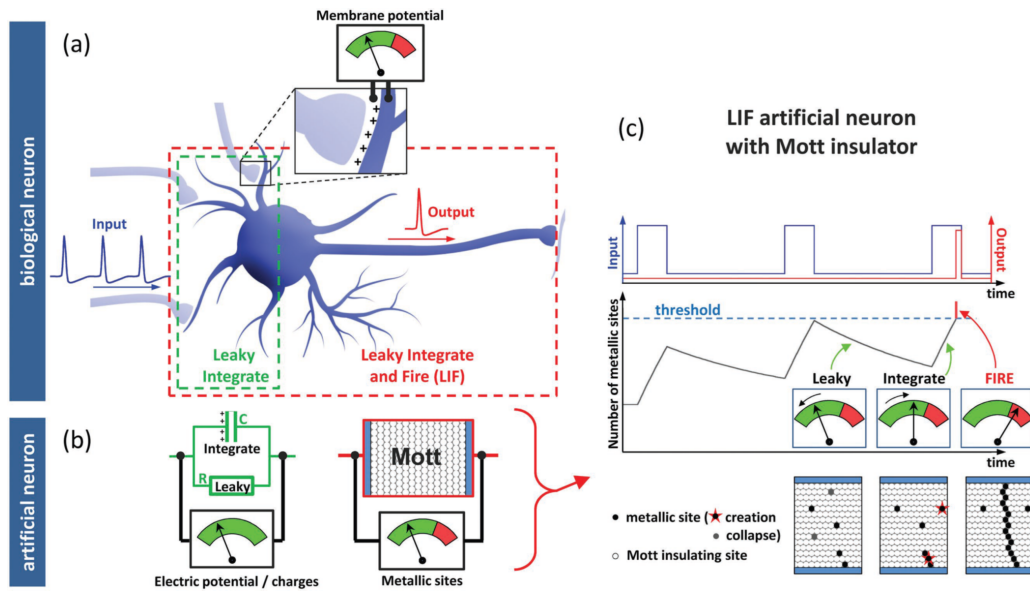 biological neuron
(a)
Membrane potential
+
+
+
+
+
Input
Output
Leaky
Integrate
Leaky Integrate
and Fire (LIF)
artificial neuron
(b)
C
Integrate
R
Leaky
Electric potential / charges
Mott
Metallic sites
(c)
LIF artificial neuron
with Mott insulator
Input
Output
time
Number of metallic sites
threshold
Leaky
Integrate
FIRE
time
metallic site (★ creation
collapse)
Mott insulating site